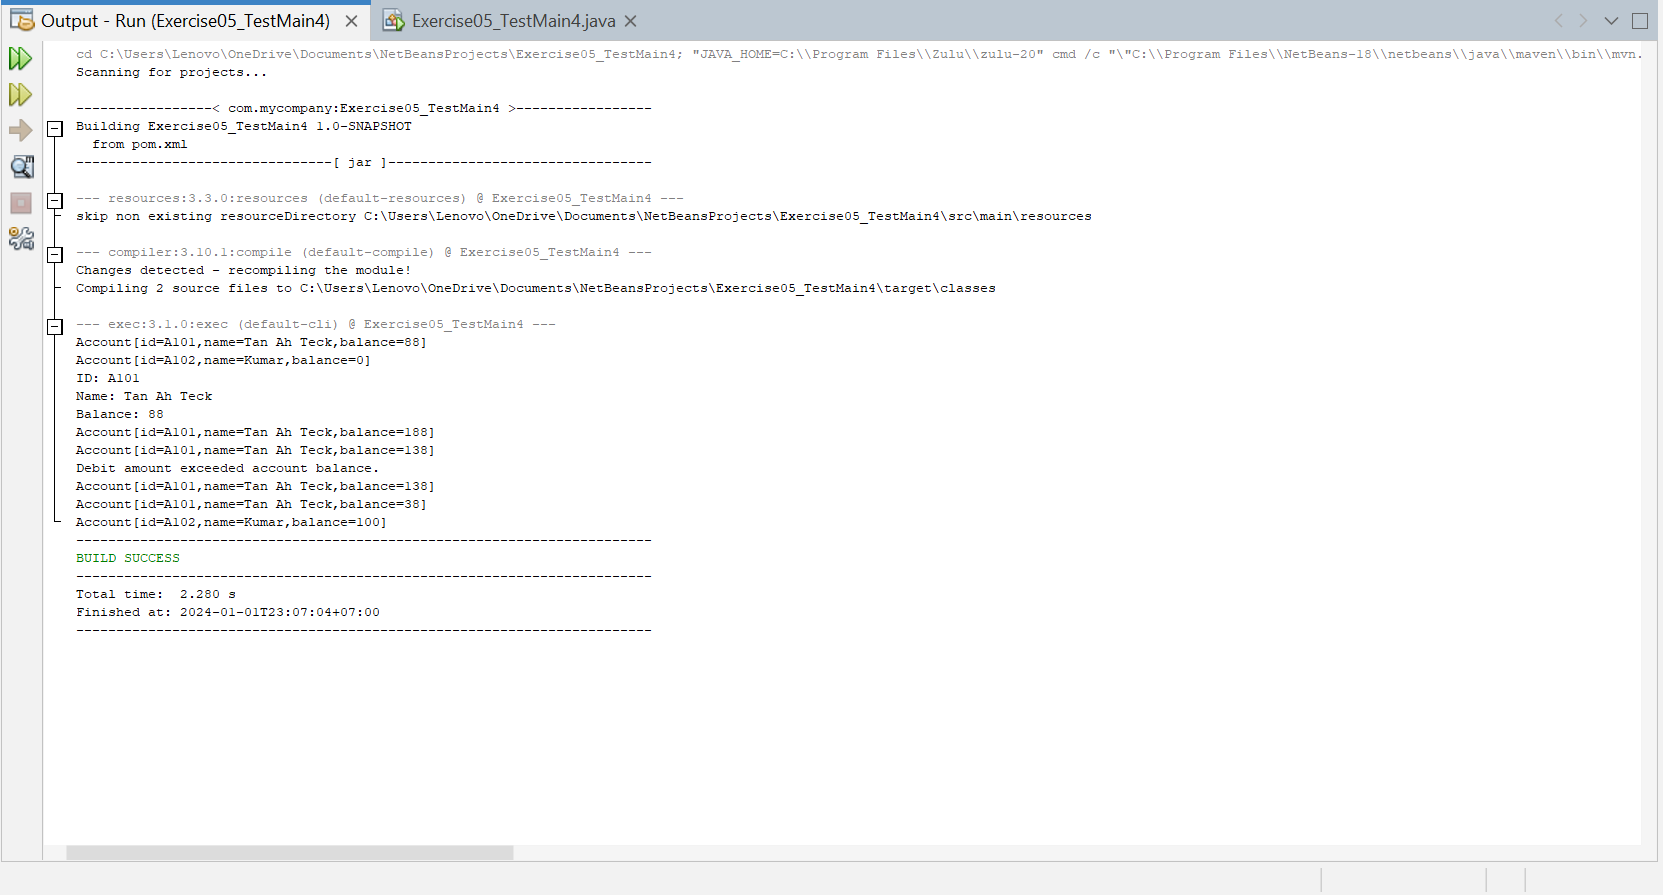 Output - Run (Exercise05_TestMain4)
Exercise05_TestMain4.java
cd C:\Users\Lenovo\OneDrive\Documents\NetBeansProjects\Exercise05_TestMain4; "JAVA_HOME=C:\\Program Files\\Zulu\\zulu-20" cmd /c "\"C:\\Program Files\\NetBeans-18\\netbeans\\java\\maven\\bin\\mvn.
Scanning for projects...
-----------------< com.mycompany:Exercise05_TestMain4 >-----------------
Building Exercise05_TestMain4 1.0-SNAPSHOT
from pom.xml
--------------------------------[ jar ]---------------------------------
--- resources:3.3.0:resources (default-resources) @ Exercise05_TestMain4 ---
skip non existing resourceDirectory C:\Users\Lenovo\OneDrive\Documents\NetBeansProjects\Exercise05_TestMain4\src\main\resources
--- compiler:3.10.1:compile (default-compile) @ Exercise05_TestMain4 ---
Changes detected - recompiling the module!
Compiling 2 source files to C:\Users\Lenovo\OneDrive\Documents\NetBeansProjects\Exercise05_TestMain4\target\classes
--- exec:3.1.0:exec (default-cli) @ Exercise05_TestMain4 ---
Account[id=A101,name=Tan Ah Teck,balance=88]
Account[id=A102,name=Kumar,balance=0]
ID: A101
Name: Tan Ah Teck
Balance: 88
Account[id=A101,name=Tan Ah Teck,balance=188]
Account[id=A101,name=Tan Ah Teck,balance=138]
Debit amount exceeded account balance.
Account[id=A101,name=Tan Ah Teck,balance=138]
Account[id=A101,name=Tan Ah Teck,balance=38]
Account[id=A102,name=Kumar,balance=100]
------------------------------------------------------------------------
BUILD SUCCESS
------------------------------------------------------------------------
Total time:  2.280 s
Finished at: 2024-01-01T23:07:04+07:00
------------------------------------------------------------------------